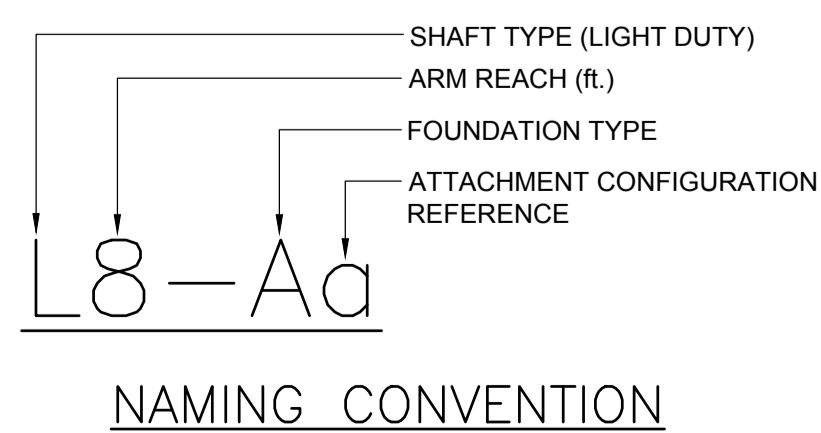 SHAFT TYPE (LIGHT DUTY)
ARM REACH (ft.)
FOUNDATION TYPE
ATTACHMENT CONFIGURATION
REFERENCE
L8-Aa
NAMING CONVENTION